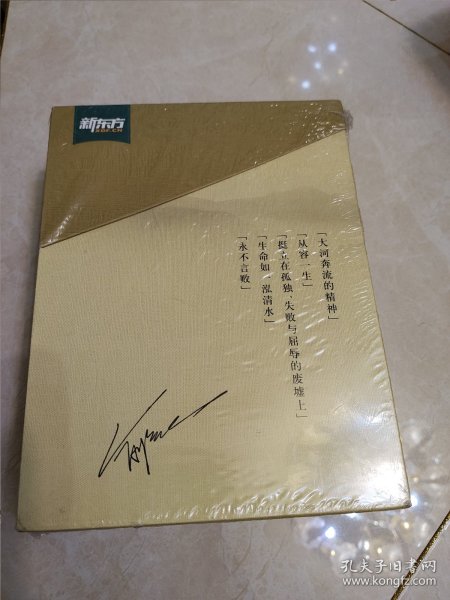 新东方
XDF.CN
「大河奔流的精神」
「从容一生」
「挺立在孤独、失败与屈辱的废墟上」
「生命如一泓清水」
「永不言败」
孔夫子旧书网
www.kongfz.com